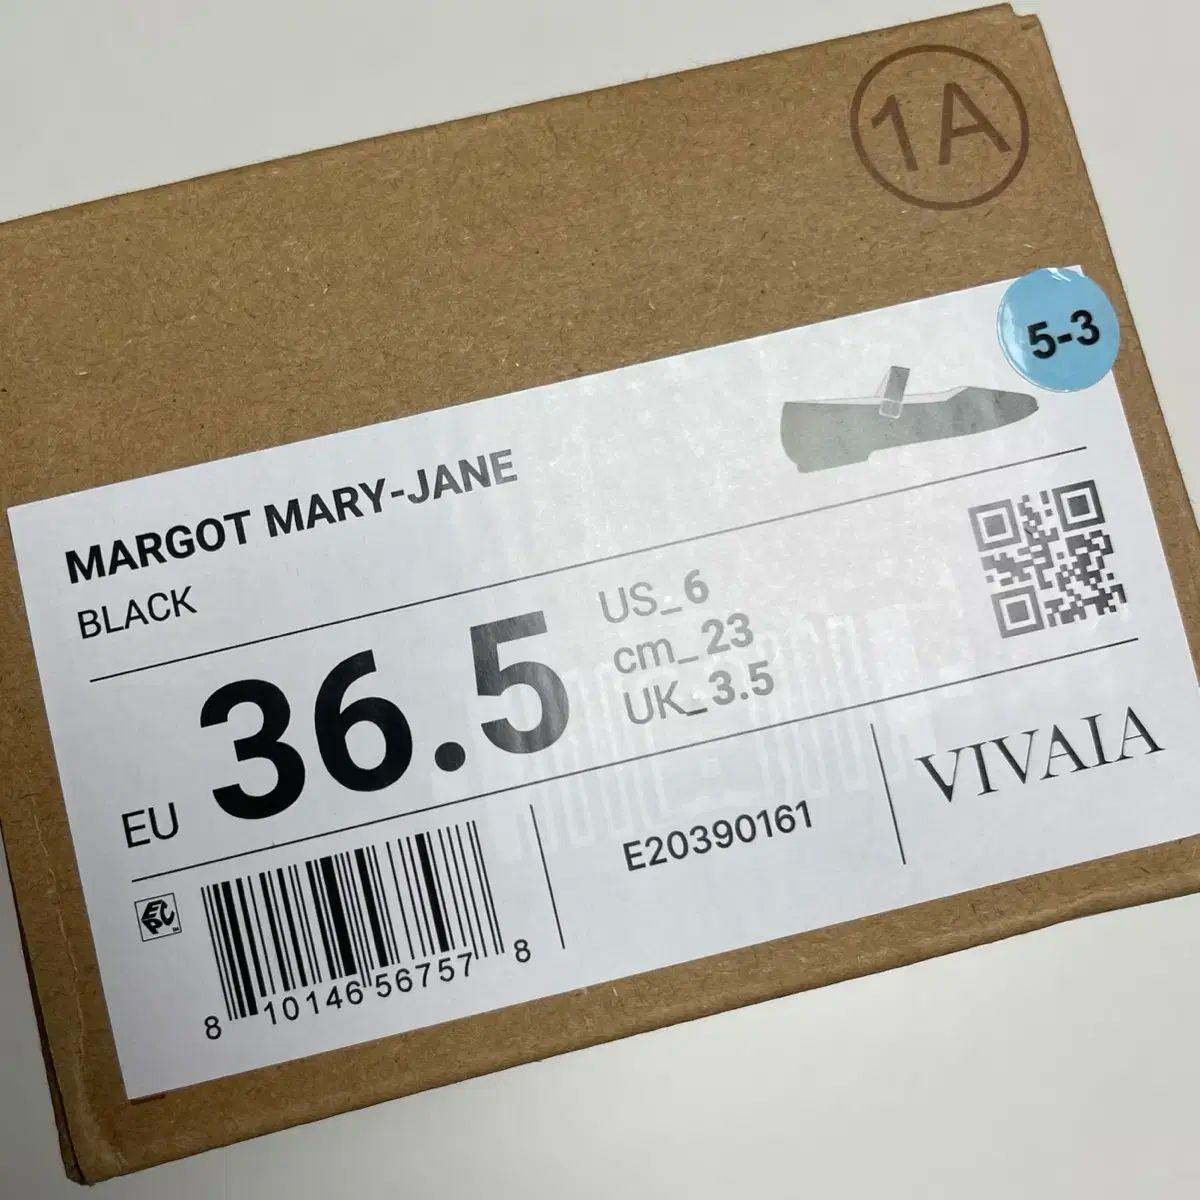 1A
5-3
MARGOT MARY-JANE
BLACK
EU 36.5
US_6
cm_23
UK_3.5
E20390161
VIVAIA
EPC
8 10146 56757 8